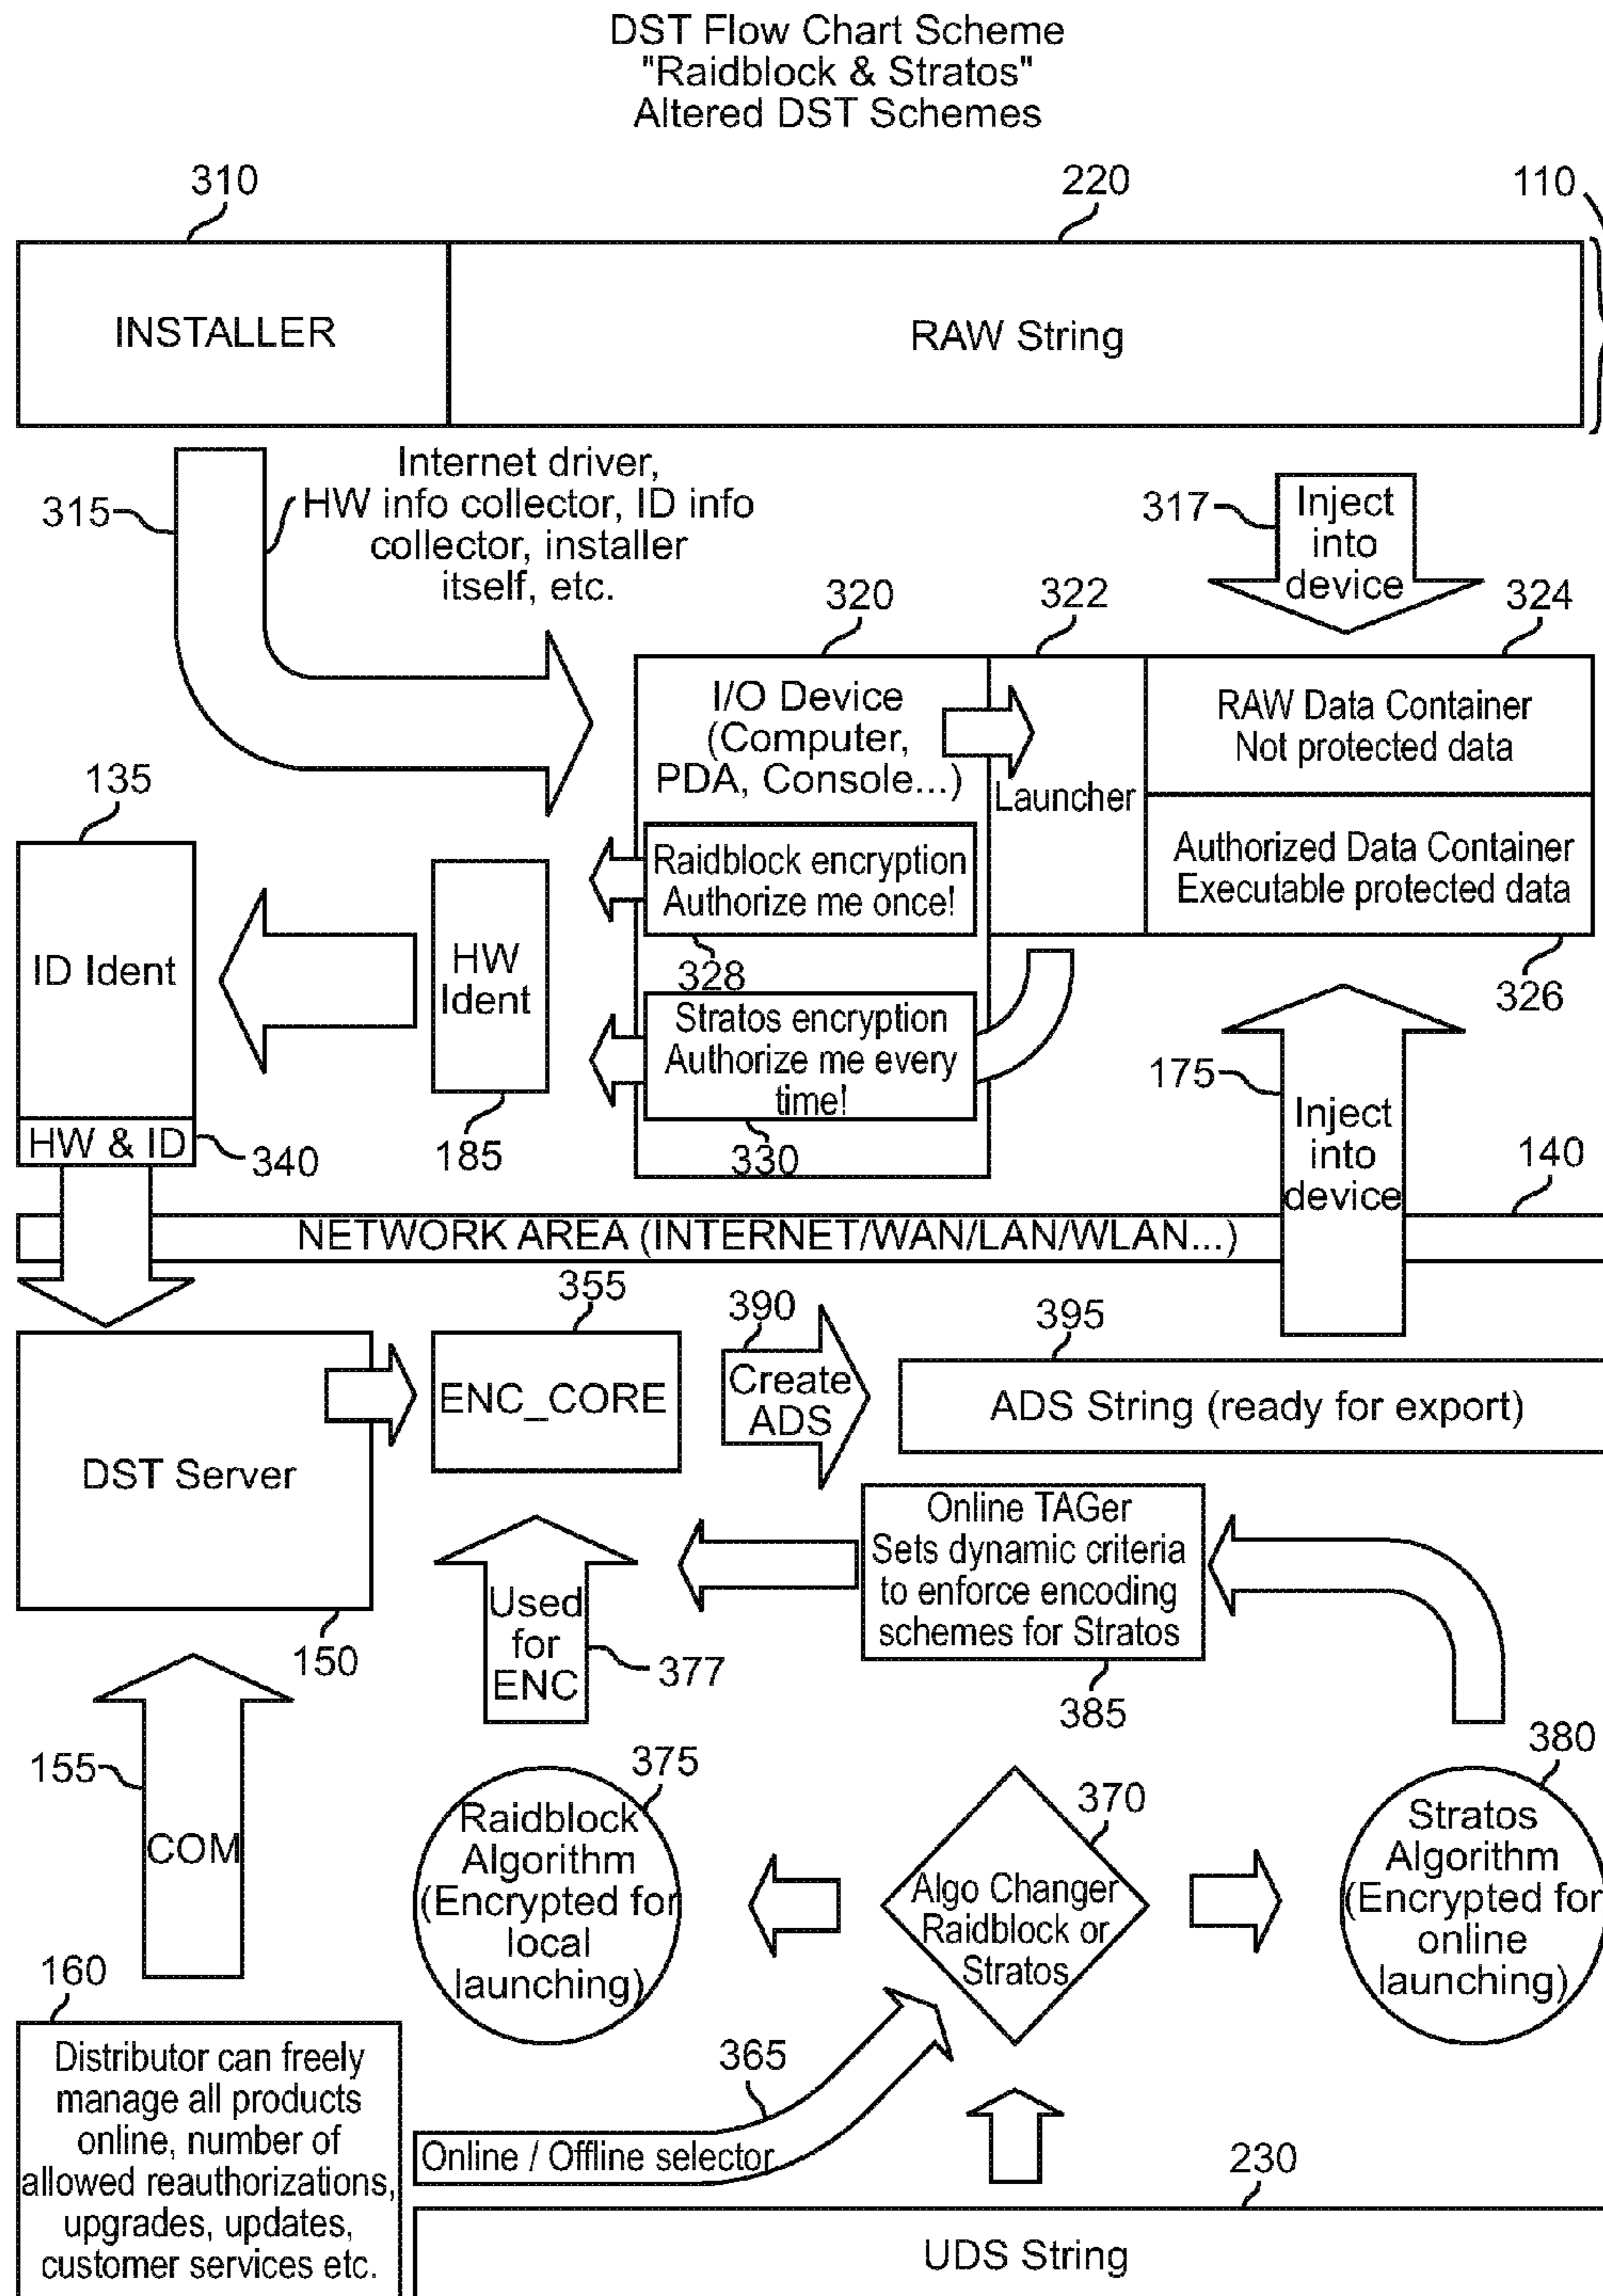 DST Flow Chart Scheme
"Raidblock & Stratos"
Altered DST Schemes
310
220
110
INSTALLER
RAW String
315
Internet driver,
HW info collector, ID info
collector, installer
itself, etc.
317
Inject
into
device
320
322
324
I/O Device
(Computer,
PDA, Console...)
Launcher
RAW Data Container
Not protected data
Authorized Data Container
Executable protected data
326
135
ID Ident
HW
Ident
Raidblock encryption
Authorize me once!
328
Stratos encryption
Authorize me every
time!
330
HW & ID
340
185
175
Inject
into
device
140
NETWORK AREA (INTERNET/WAN/LAN/WLAN...)
355
390
395
DST Server
ENC_CORE
Create
ADS
ADS String (ready for export)
150
Used
for
ENC
377
Online TAGer
Sets dynamic criteria
to enforce encoding
schemes for Stratos
385
155
COM
375
Raidblock
Algorithm
(Encrypted for
local
launching)
370
Algo Changer
Raidblock or
Stratos
380
Stratos
Algorithm
(Encrypted for
online
launching)
160
Distributor can freely
manage all products
online, number of
allowed reauthorizations,
upgrades, updates,
customer services etc.
365
Online / Offline selector
230
UDS String